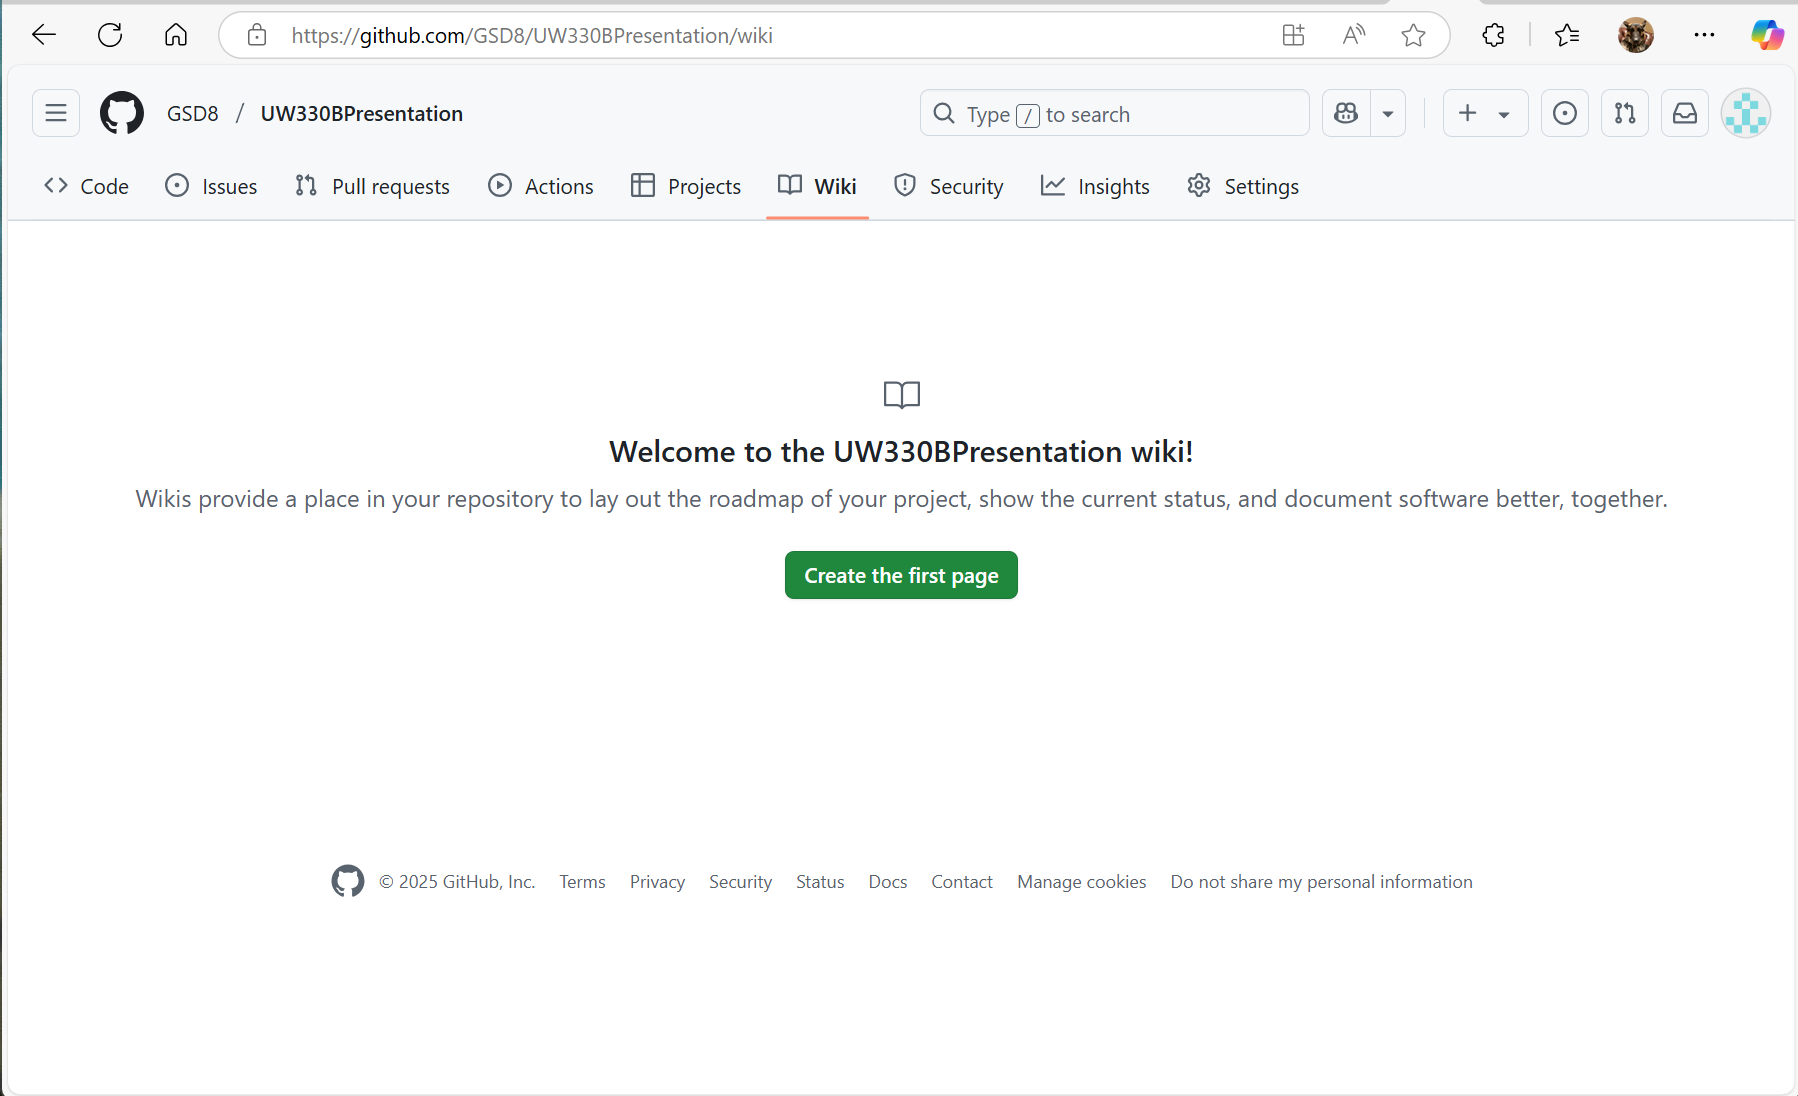 https://github.com/GSD8/UW330BPresentation/wiki
GSD8 / UW330BPresentation
Type / to search
Code Issues Pull requests Actions Projects Wiki Security Insights Settings
Welcome to the UW330BPresentation wiki!
Wikis provide a place in your repository to lay out the roadmap of your project, show the current status, and document software better, together.
Create the first page
© 2025 GitHub, Inc. Terms Privacy Security Status Docs Contact Manage cookies Do not share my personal information